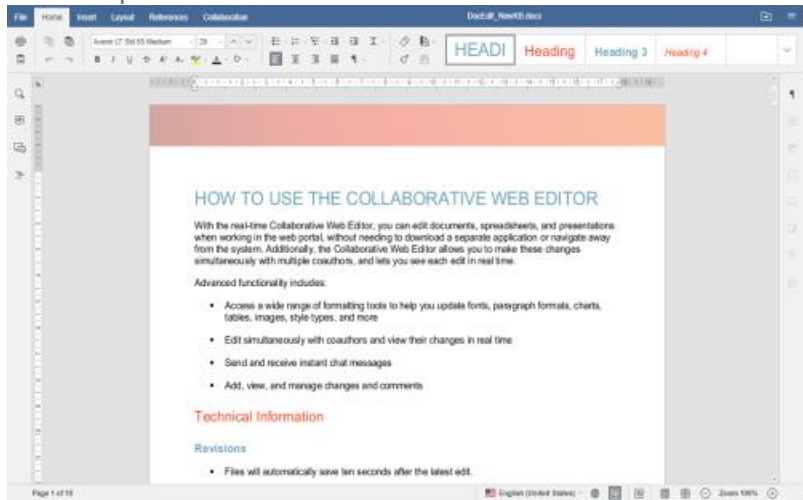 File Home Insert Layout References Collaboration DocEdit_NewKB.docx
HEADI Heading Heading 3 Heading 4
HOW TO USE THE COLLABORATIVE WEB EDITOR
With the real-time Collaborative Web Editor, you can edit documents, spreadsheets, and presentations
when working in the web portal, without needing to download a separate application or navigate away
from the system. Additionally, the Collaborative Web Editor allows you to make these changes
simultaneously with multiple coauthors, and lets you see each edit in real time.
Advanced functionality includes:
• Access a wide range of formatting tools to help you update fonts, paragraph formats, charts,
tables, images, style types, and more
• Edit simultaneously with coauthors and view their changes in real time
• Send and receive instant chat messages
• Add, view, and manage changes and comments
Technical Information
Revisions
• Files will automatically save ten seconds after the latest edit.
Page 1 of 10 English (United States) Zoom 100%